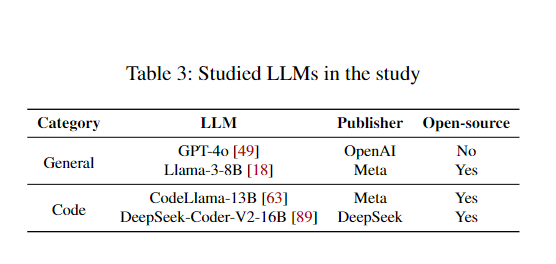 Table 3: Studied LLMs in the study
Category LLM Publisher Open-source
General GPT-4o [49] OpenAI No
Llama-3-8B [18] Meta Yes
Code CodeLlama-13B [63] Meta Yes
DeepSeek-Coder-V2-16B [89] DeepSeek Yes